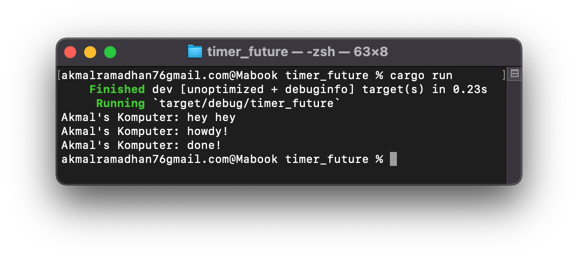 timer_future — -zsh — 63×8
[akmalramadhan76gmail.com@Mabook timer_future % cargo run ]
Finished dev [unoptimized + debuginfo] target(s) in 0.23s
Running `target/debug/timer_future`
Akmal's Komputer: hey hey
Akmal's Komputer: howdy!
Akmal's Komputer: done!
akmalramadhan76gmail.com@Mabook timer_future %